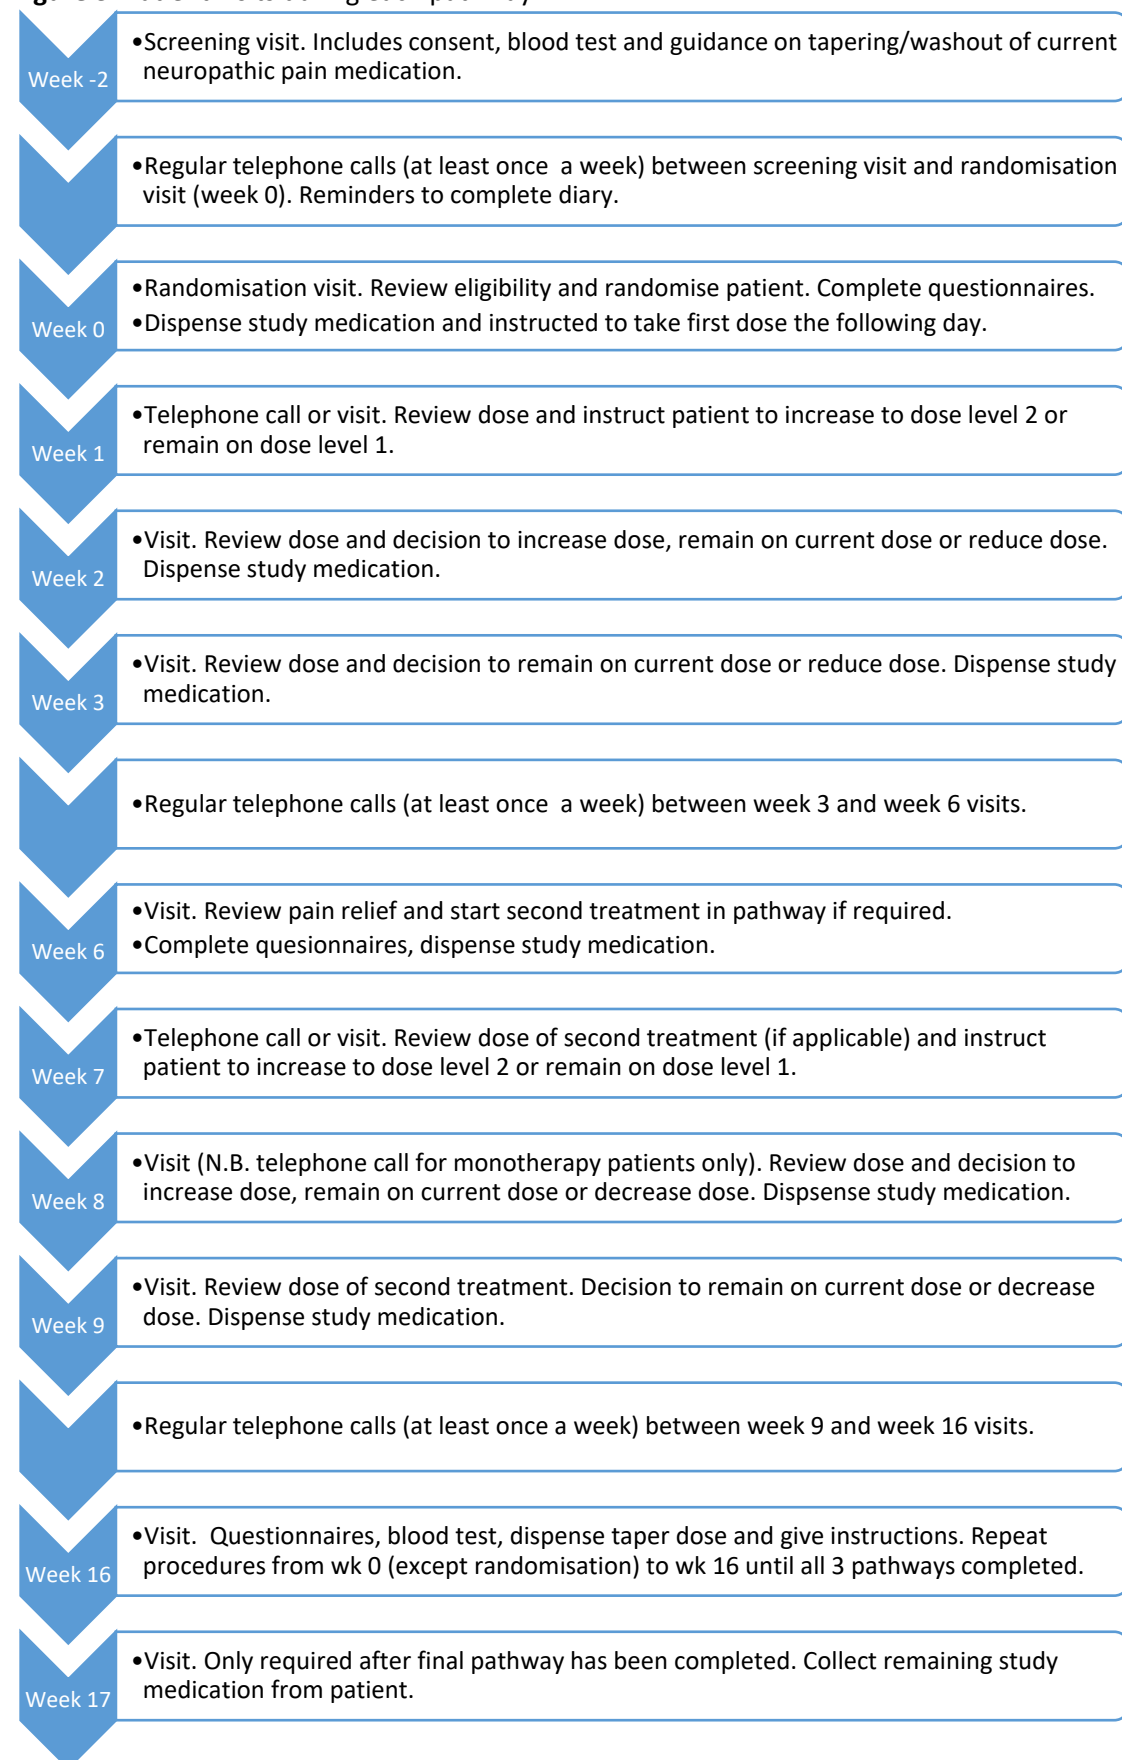 Week -2
•Screening visit. Includes consent, blood test and guidance on tapering/washout of current
neuropathic pain medication.
•Regular telephone calls (at least once  a week) between screening visit and randomisation
visit (week 0). Reminders to complete diary.
Week 0
•Randomisation visit. Review eligibility and randomise patient. Complete questionnaires.
•Dispense study medication and instructed to take first dose the following day.
Week 1
•Telephone call or visit. Review dose and instruct patient to increase to dose level 2 or
remain on dose level 1.
Week 2
•Visit. Review dose and decision to increase dose, remain on current dose or reduce dose.
Dispense study medication.
Week 3
•Visit. Review dose and decision to remain on current dose or reduce dose. Dispense study
medication.
•Regular telephone calls (at least once  a week) between week 3 and week 6 visits.
Week 6
•Visit. Review pain relief and start second treatment in pathway if required.
•Complete quesionnaires, dispense study medication.
Week 7
•Telephone call or visit. Review dose of second treatment (if applicable) and instruct
patient to increase to dose level 2 or remain on dose level 1.
Week 8
•Visit (N.B. telephone call for monotherapy patients only). Review dose and decision to
increase dose, remain on current dose or decrease dose. Dispsense study medication.
Week 9
•Visit. Review dose of second treatment. Decision to remain on current dose or decrease
dose. Dispense study medication.
•Regular telephone calls (at least once a week) between week 9 and week 16 visits.
Week 16
•Visit.  Questionnaires, blood test, dispense taper dose and give instructions. Repeat
procedures from wk 0 (except randomisation) to wk 16 until all 3 pathways completed.
Week 17
•Visit. Only required after final pathway has been completed. Collect remaining study
medication from patient.